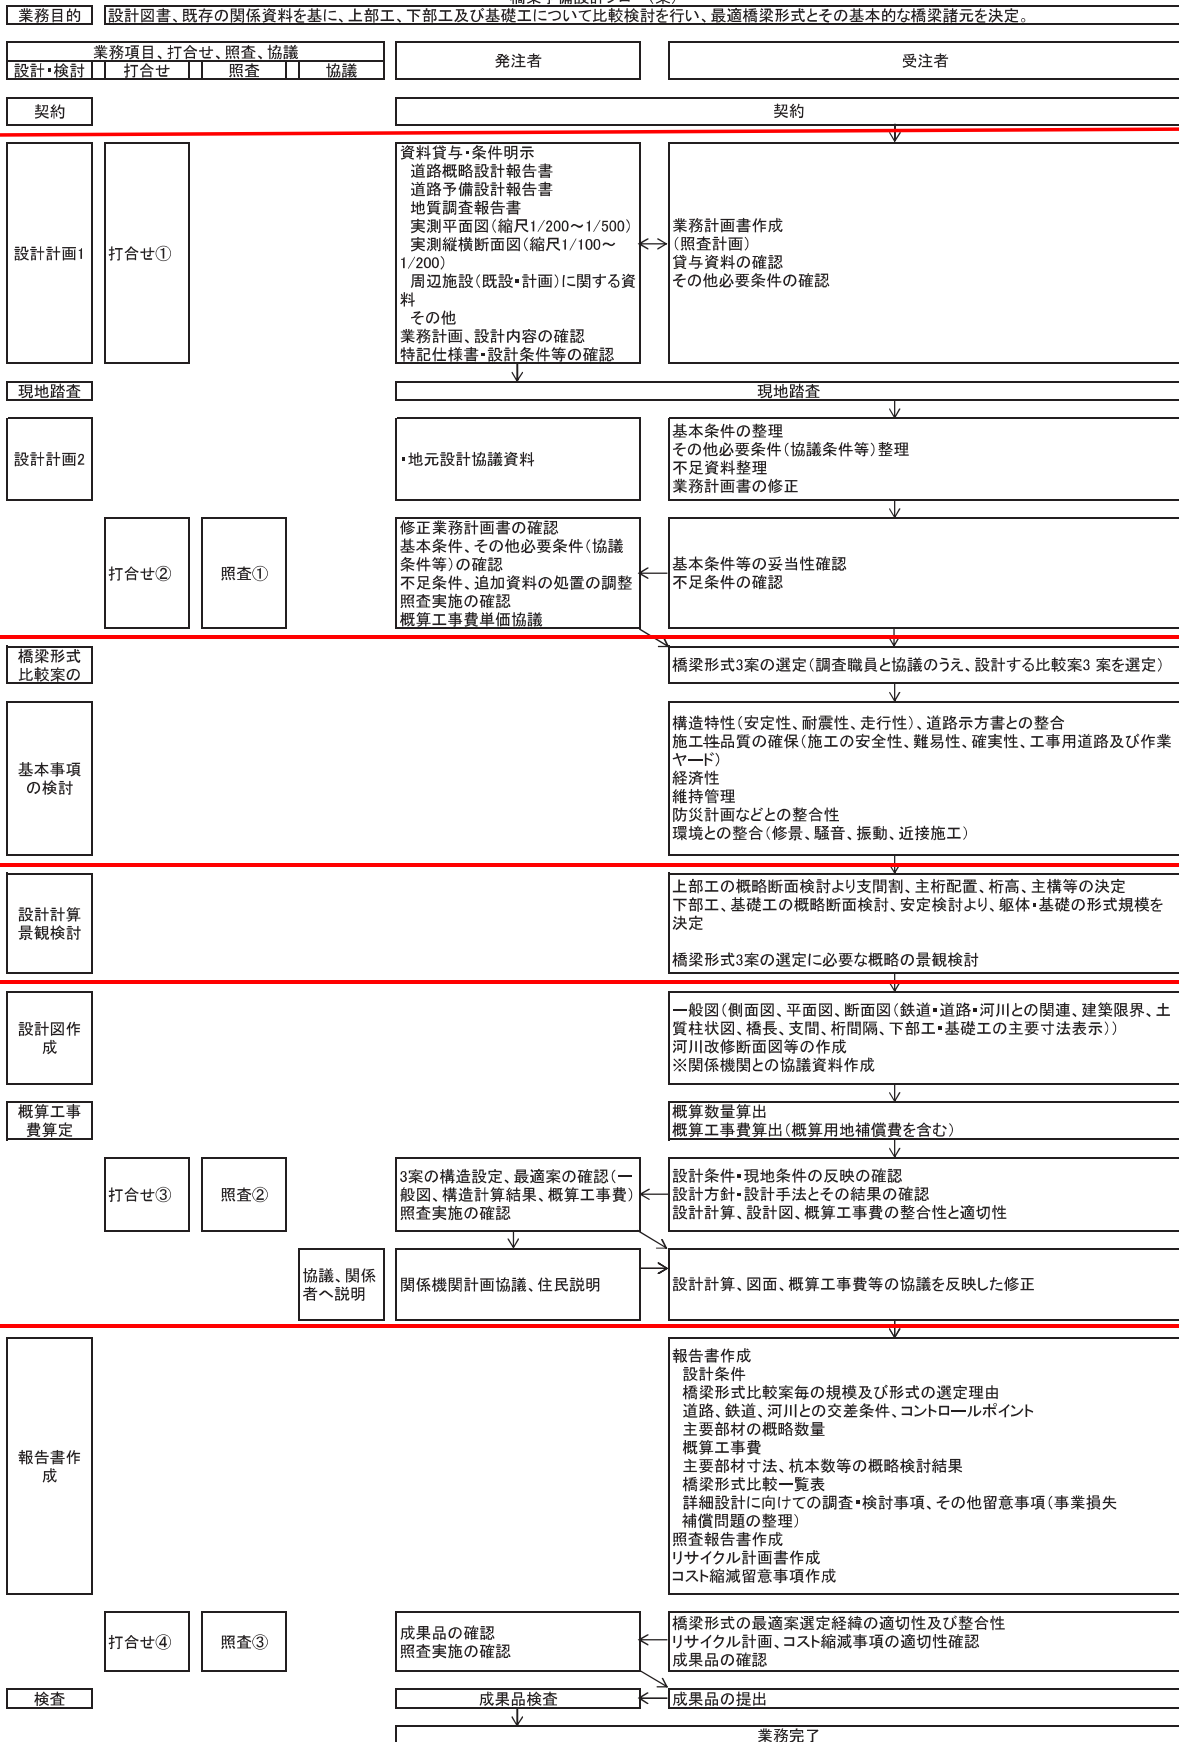 業務目的
設計図書、既存の関係資料を基に、上部工、下部工及び基礎工について比較検討を行い、最適橋梁形式とその基本的な橋梁諸元を決定。
業務項目、打合せ、照査、協議
設計・検討
打合せ
照査
協議
発注者
受注者
契約
契約
設計計画1
打合せ①
資料貸与・条件明示
道路概略設計報告書
道路予備設計報告書
地質調査報告書
実測平面図(縮尺1/200～1/500)
実測縦横断面図(縮尺1/100～
1/200)
周辺施設(既設・計画)に関する資
料
その他
業務計画、設計内容の確認
特記仕様書・設計条件等の確認
業務計画書作成
(照査計画)
貸与資料の確認
その他必要条件の確認
現地踏査
現地踏査
設計計画2
・地元設計協議資料
基本条件の整理
その他必要条件(協議条件等)整理
不足資料整理
業務計画書の修正
打合せ②
照査①
修正業務計画書の確認
基本条件、その他必要条件(協議
条件等)の確認
不足条件、追加資料の処置の調整
照査実施の確認
概算工事費単価協議
基本条件等の妥当性確認
不足条件の確認
橋梁形式
比較案の
橋梁形式3案の選定(調査職員と協議のうえ、設計する比較案3 案を選定)
基本事項
の検討
構造特性(安定性、耐震性、走行性)、道路示方書との整合
施工性品質の確保(施工の安全性、難易性、確実性、工事用道路及び作業
ヤード)
経済性
維持管理
防災計画などとの整合性
環境との整合(修景、騒音、振動、近接施工)
設計計算
景観検討
上部工の概略断面検討より支間割、主桁配置、桁高、主構等の決定
下部工、基礎工の概略断面検討、安定検討より、躯体・基礎の形式規模を
決定
橋梁形式3案の選定に必要な概略の景観検討
設計図作
成
一般図(側面図、平面図、断面図(鉄道・道路・河川との関連、建築限界、土
質柱状図、橋長、支間、桁間隔、下部工・基礎工の主要寸法表示))
河川改修断面図等の作成
※関係機関との協議資料作成
概算工事
費算定
概算数量算出
概算工事費算出(概算用地補償費を含む)
打合せ③
照査②
3案の構造設定、最適案の確認(一
般図、構造計算結果、概算工事費)
照査実施の確認
設計条件・現地条件の反映の確認
設計方針・設計手法とその結果の確認
設計計算、設計図、概算工事費の整合性と適切性
協議、関係
者へ説明
関係機関計画協議、住民説明
設計計算、図面、概算工事費等の協議を反映した修正
報告書作
成
報告書作成
設計条件
橋梁形式比較案毎の規模及び形式の選定理由
道路、鉄道、河川との交差条件、コントロールポイント
主要部材の概略数量
概算工事費
主要部材寸法、杭本数等の概略検討結果
橋梁形式比較一覧表
詳細設計に向けての調査・検討事項、その他留意事項(事業損失
補償問題の整理)
照査報告書作成
リサイクル計画書作成
コスト縮減留意事項作成
打合せ④
照査③
成果品の確認
照査実施の確認
橋梁形式の最適案選定経緯の適切性及び整合性
リサイクル計画、コスト縮減事項の適切性確認
成果品の確認
検査
成果品検査
成果品の提出
業務完了